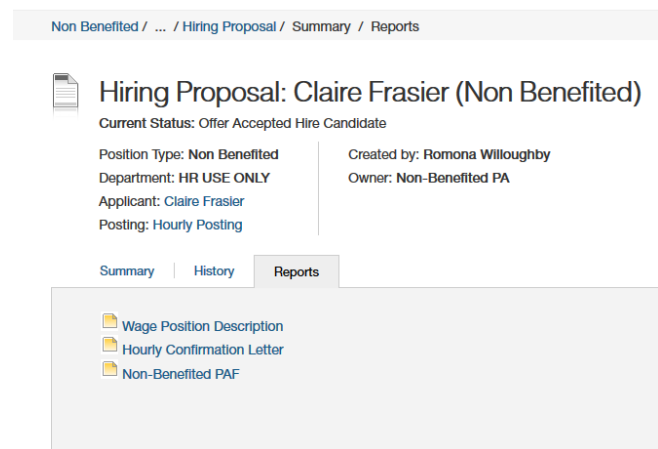 Non Benefited / ... / Hiring Proposal / Summary / Reports
Hiring Proposal: Claire Frasier (Non Benefited)
Current Status: Offer Accepted Hire Candidate
Position Type: Non Benefited
Department: HR USE ONLY
Applicant: Claire Frasier
Posting: Hourly Posting
Created by: Romona Willoughby
Owner: Non-Benefited PA
Summary History Reports
Wage Position Description
Hourly Confirmation Letter
Non-Benefited PAF